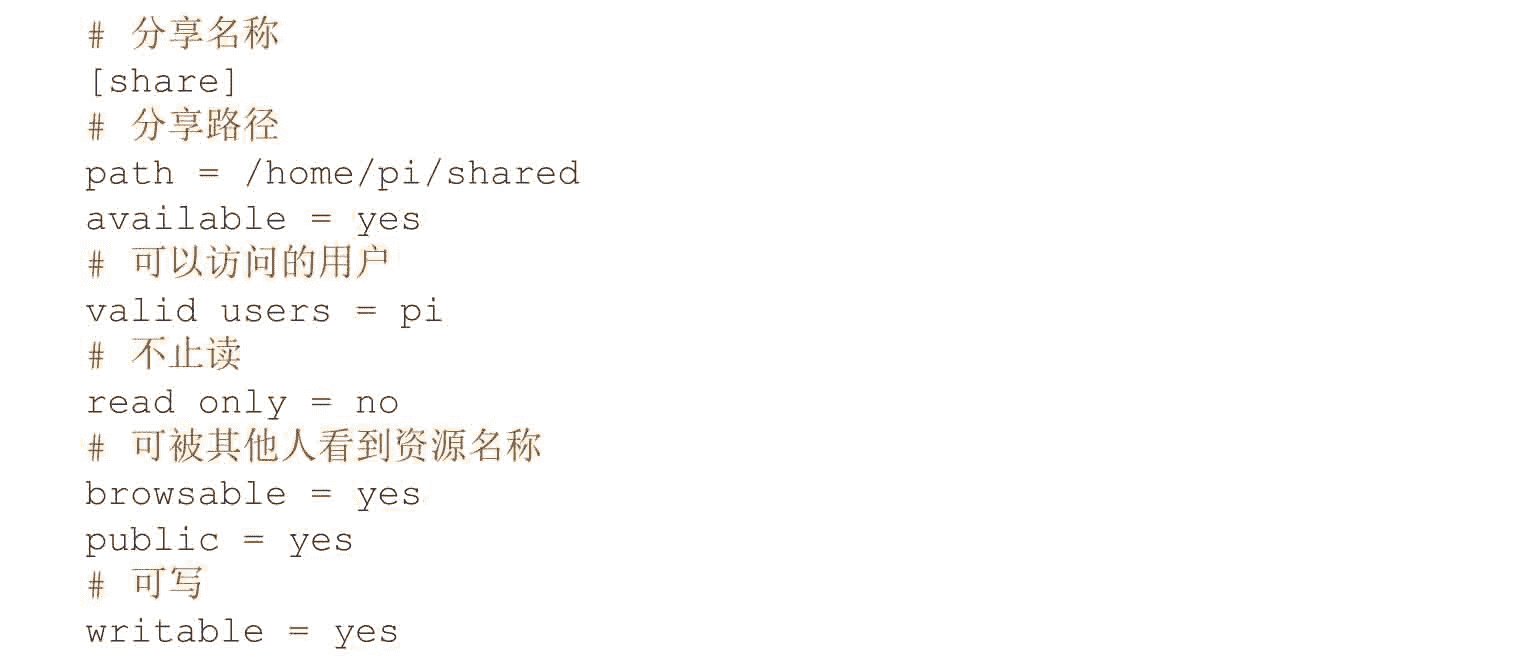 # 分享名称
[share]
# 分享路径
path = /home/pi/shared
available = yes
# 可以访问的用户
valid users = pi
# 不止读
read only = no
# 可被其他人看到资源名称
browsable = yes
public = yes
# 可写
writable = yes